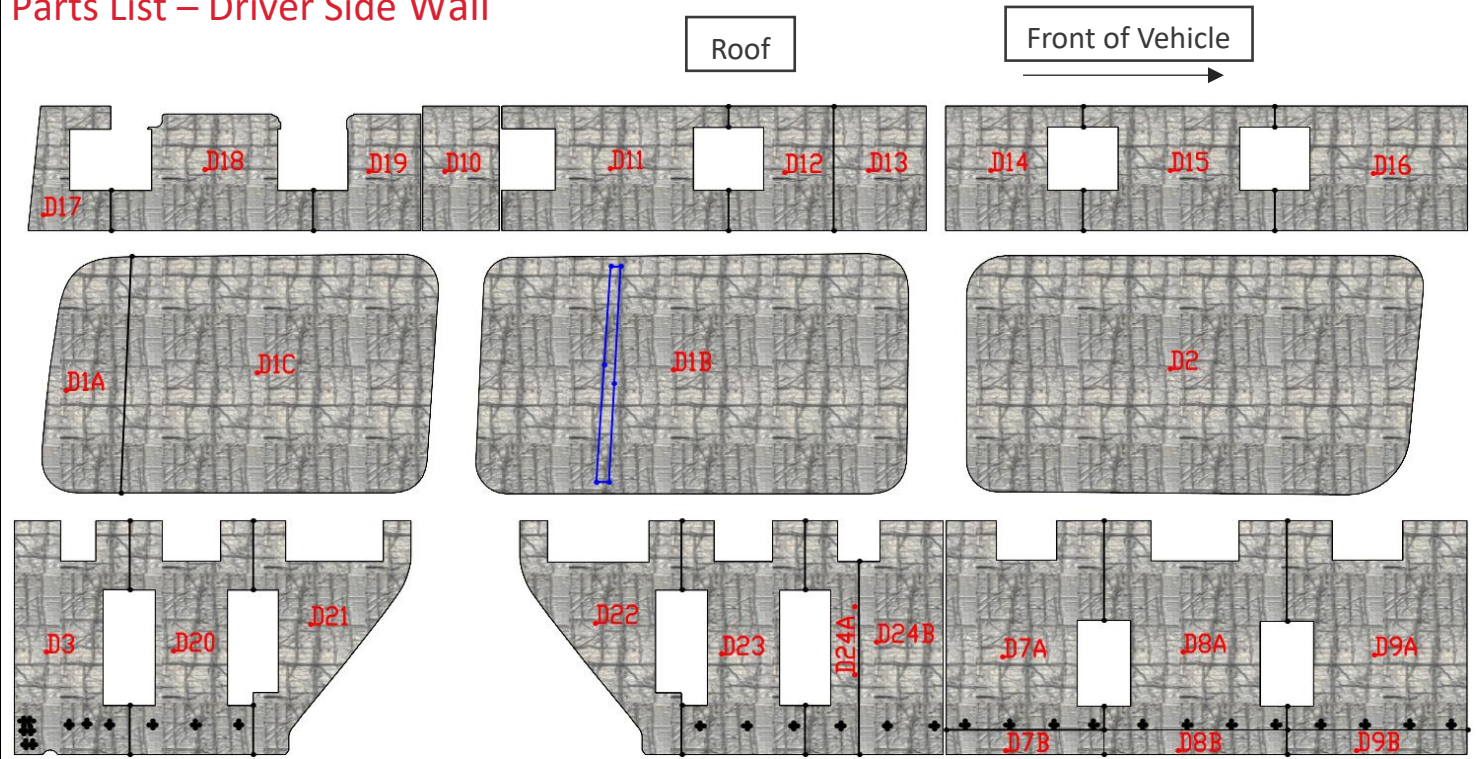 Parts List – Driver Side Wall
Roof
Front of Vehicle
D17
D18
D19
D10
D11
D12
D13
D14
D15
D16
D1A
D1C
D1B
D2
D3
D20
D21
D22
D23
D24A
D24B
D7A
D8A
D9A
D7B
D8B
D9B